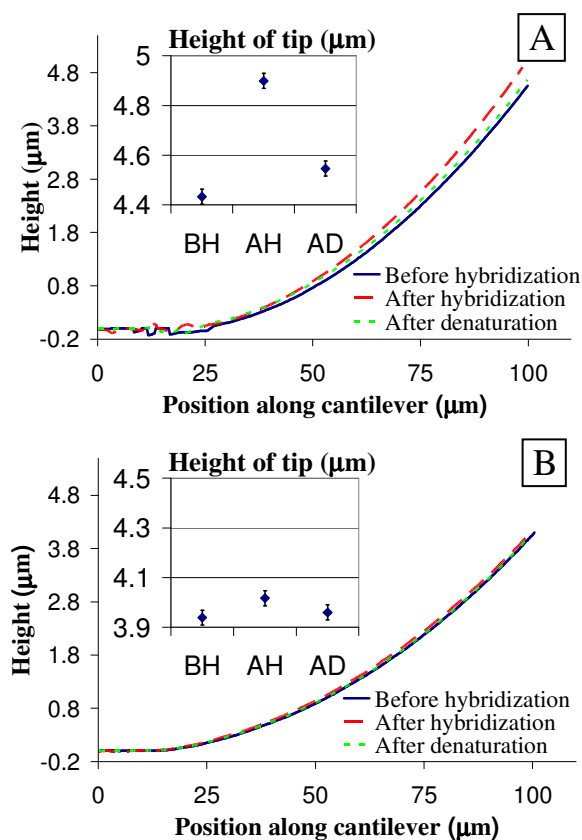 A
Height of tip (μm)
5
4.8
4.6
4.4
BH AH AD
4.8
3.8
2.8
1.8
0.8
-0.2
Height (μm)
Before hybridization
After hybridization
After denaturation
0 25 50 75 100
Position along cantilever (μm)
B
Height of tip (μm)
4.5
4.3
4.1
3.9
BH AH AD
4.8
3.8
2.8
1.8
0.8
-0.2
Height (μm)
Before hybridization
After hybridization
After denaturation
0 25 50 75 100
Position along cantilever (μm)